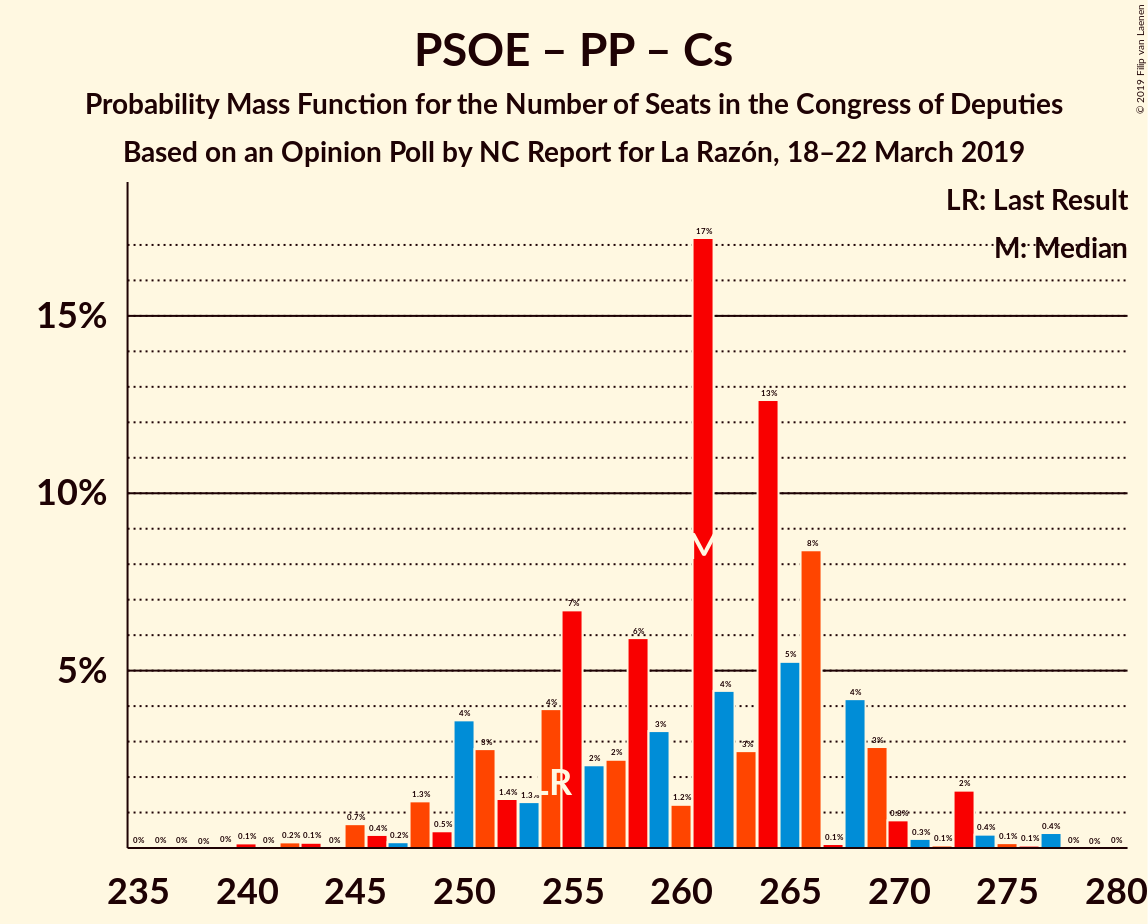 PSOE – PP – Cs
Probability Mass Function for the Number of Seats in the Congress of Deputies
Based on an Opinion Poll by NC Report for La Razón, 18–22 March 2019
© 2019 Filip van Laenen
LR: Last Result
M: Median
15%
10%
5%
0% 0% 0% 0% 0% 0.1% 0% 0.2% 0.1% 0% 0.7% 0.4% 0.2% 1.3% 0.5% 4% 3% 1.4% 1.3% 4% 7% 2% 2% 6% 3% 1.2% 17% 4% 3% 13% 5% 8% 0.1% 4% 3% 0.8% 0.3% 0.1% 2% 0.4% 0.1% 0.1% 0.4% 0% 0% 0%
LR
M
235 240 245 250 255 260 265 270 275 280